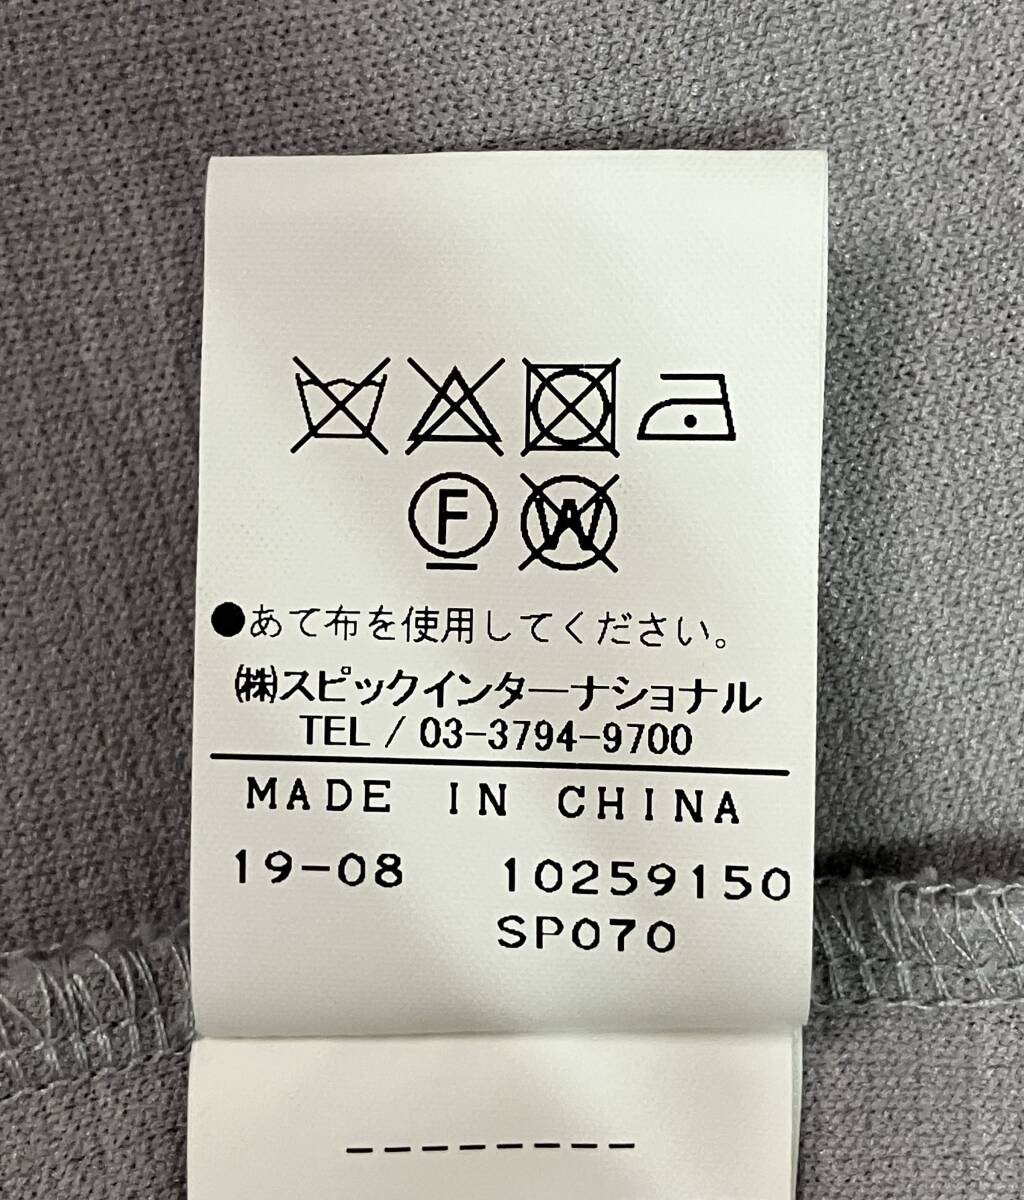 F W
●あて布を使用してください。
㈱スピックインターナショナル
TEL / 03-3794-9700
MADE IN CHINA
19-08 10259150
SP070